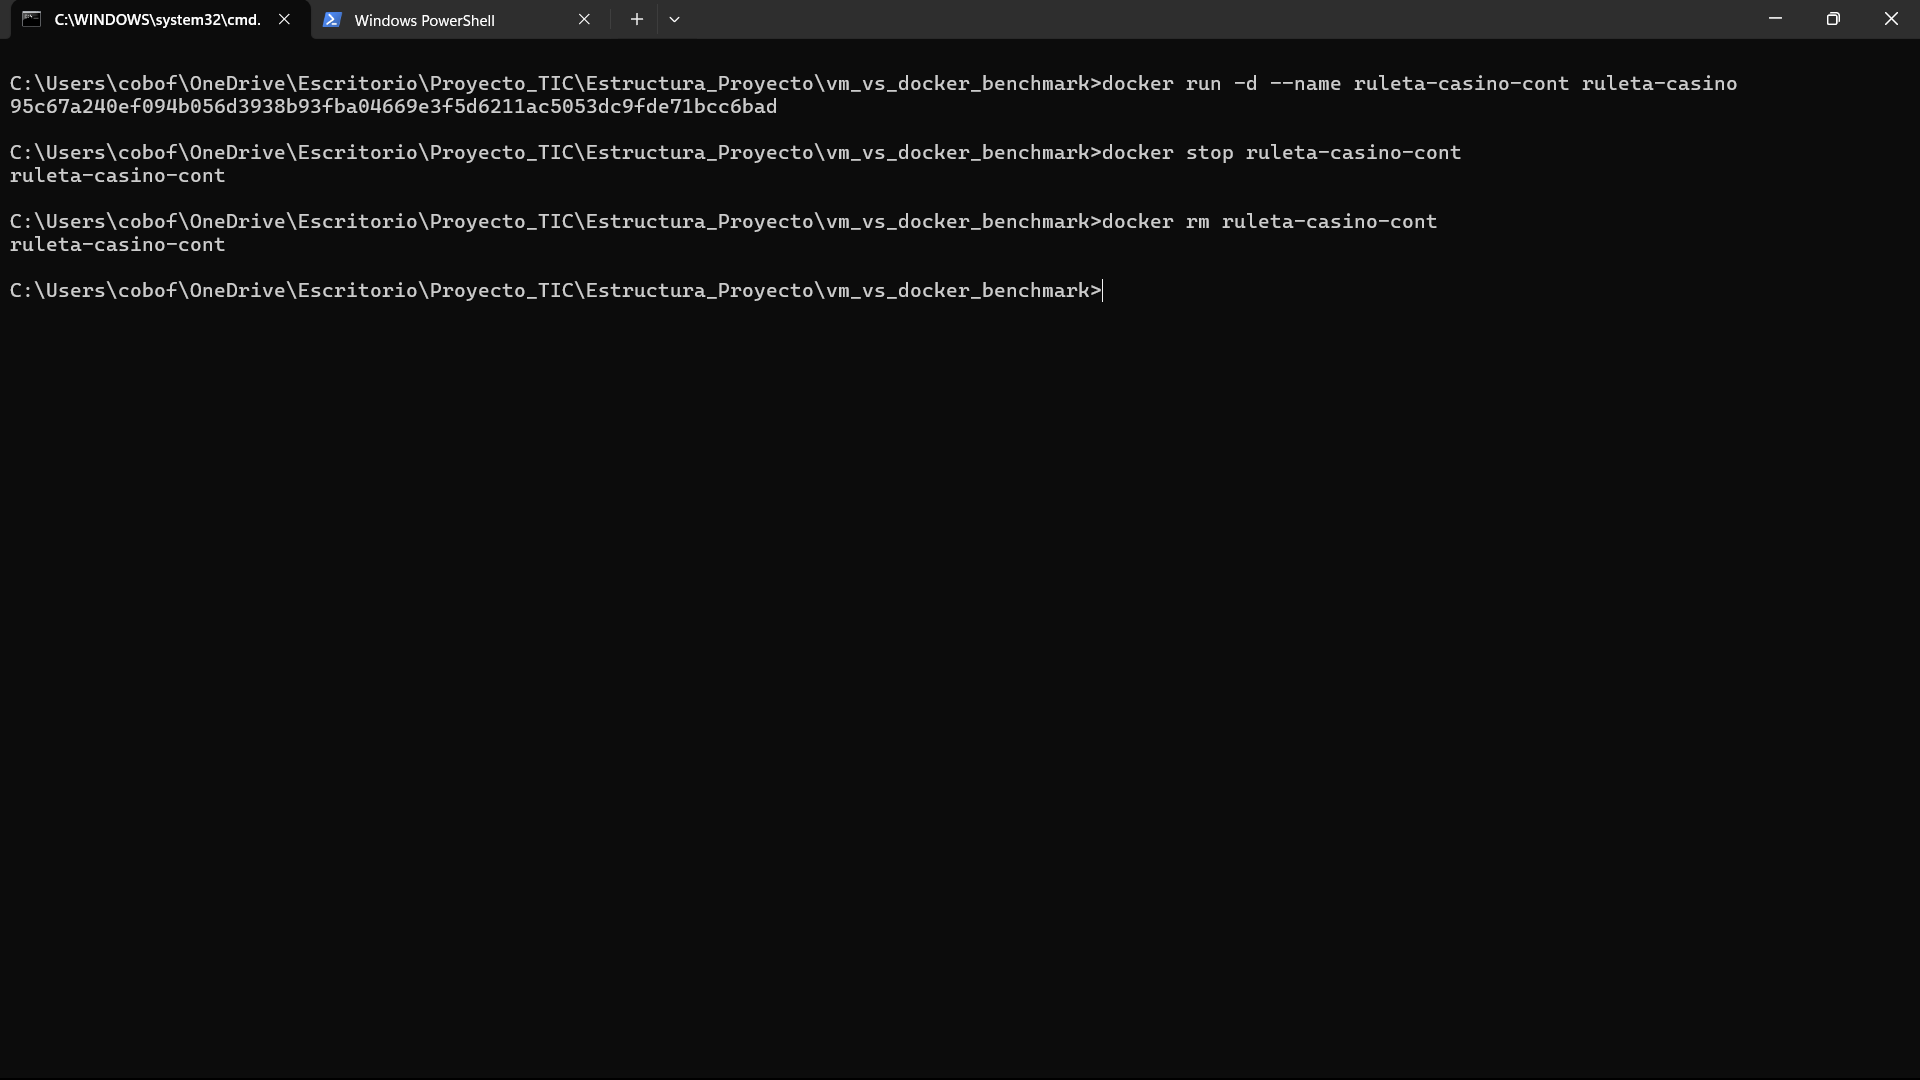 C:\WINDOWS\system32\cmd.
Windows PowerShell
C:\Users\cobof\OneDrive\Escritorio\Proyecto_TIC\Estructura_Proyecto\vm_vs_docker_benchmark>docker run -d --name ruleta-casino-cont ruleta-casino
95c67a240ef094b056d3938b93fba04669e3f5d6211ac5053dc9fde71bcc6bad
C:\Users\cobof\OneDrive\Escritorio\Proyecto_TIC\Estructura_Proyecto\vm_vs_docker_benchmark>docker stop ruleta-casino-cont
ruleta-casino-cont
C:\Users\cobof\OneDrive\Escritorio\Proyecto_TIC\Estructura_Proyecto\vm_vs_docker_benchmark>docker rm ruleta-casino-cont
ruleta-casino-cont
C:\Users\cobof\OneDrive\Escritorio\Proyecto_TIC\Estructura_Proyecto\vm_vs_docker_benchmark>